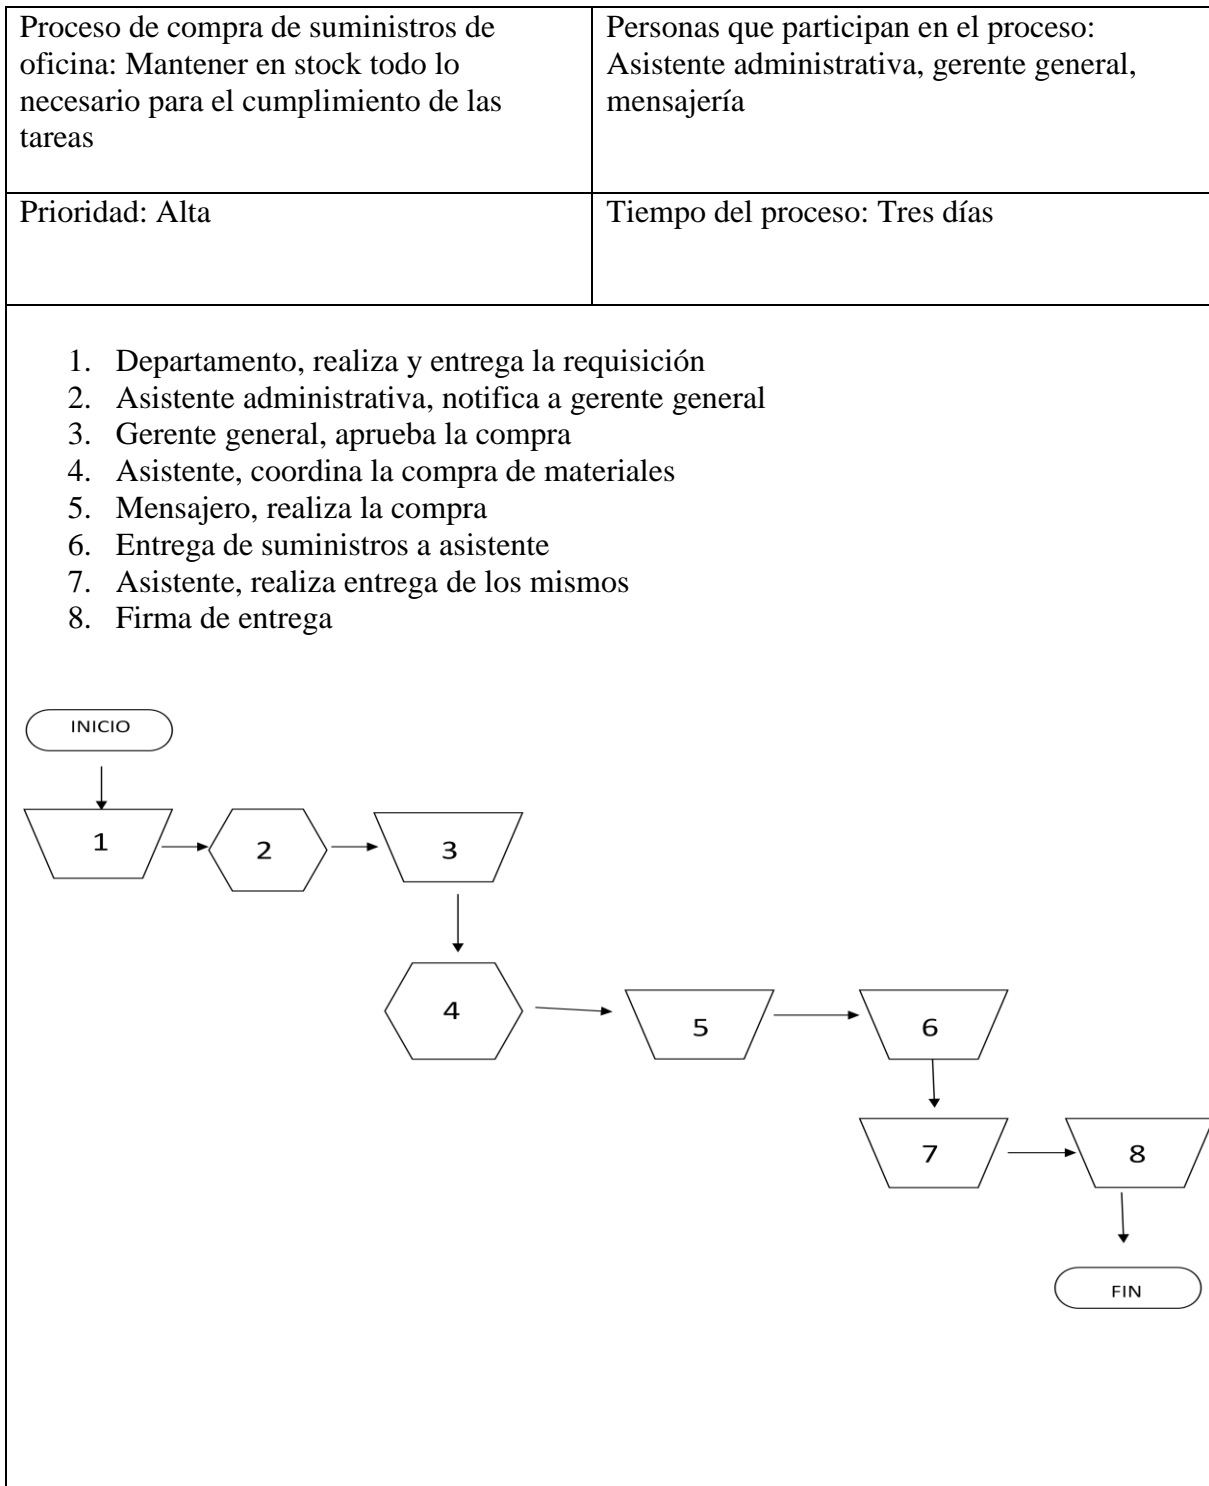 Proceso de compra de suministros de
oficina: Mantener en stock todo lo
necesario para el cumplimiento de las
tareas
Personas que participan en el proceso:
Asistente administrativa, gerente general,
mensajería
Prioridad: Alta
Tiempo del proceso: Tres días
1. Departamento, realiza y entrega la requisición
2. Asistente administrativa, notifica a gerente general
3. Gerente general, aprueba la compra
4. Asistente, coordina la compra de materiales
5. Mensajero, realiza la compra
6. Entrega de suministros a asistente
7. Asistente, realiza entrega de los mismos
8. Firma de entrega
INICIO
1
2
3
4
5
6
7
8
FIN